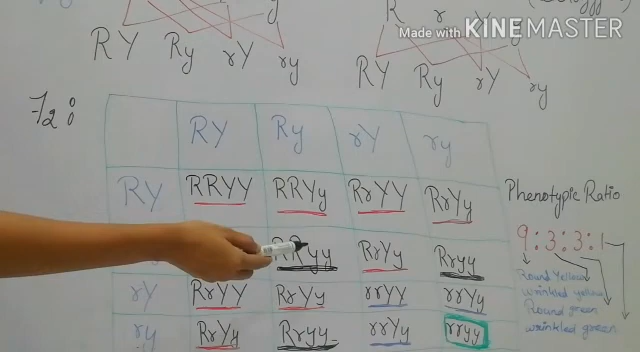 R r Y
Made with KINEMASTER
RY Ry rY ry
RY Ry rY ry
F2:
RY Ry rY ry
RY RRYY RRYy RrYY RrYy
RRyy RrYy Rryy
rY RrYY RrYy rrYY rrYy
ry RrYy Rryy rrYy rryy
Phenotypic Ratio
9:3:3:1
Round Yellow
wrinkled yellow
Round green
wrinkled green